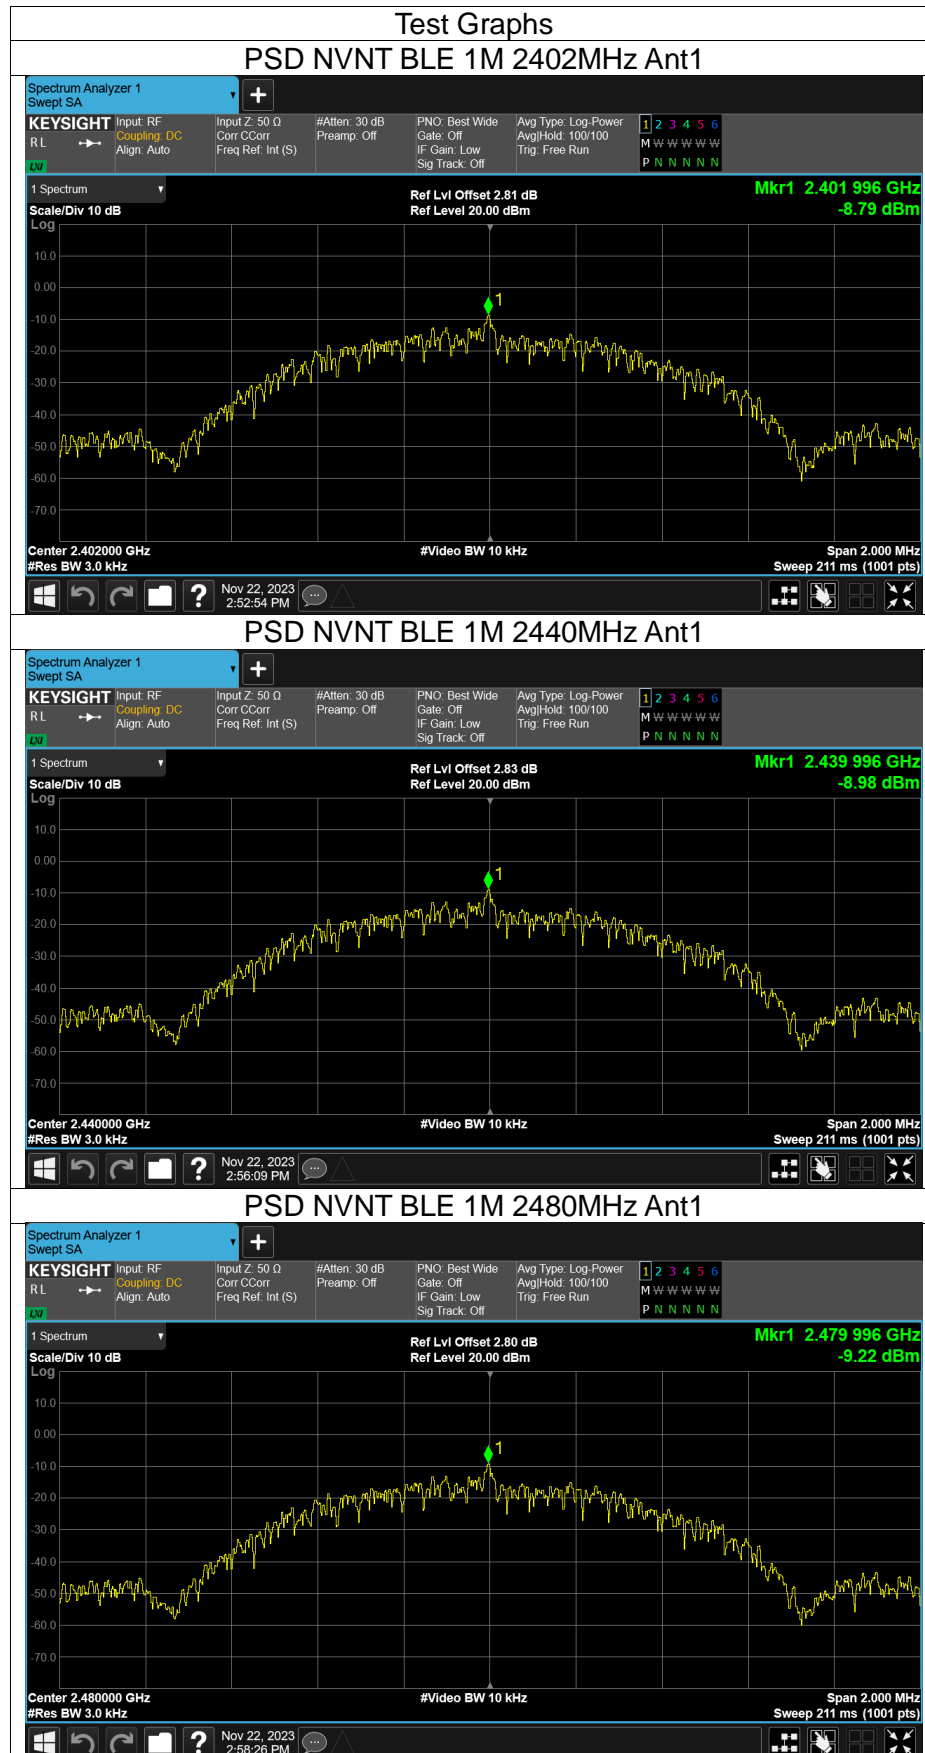 Test Graphs
PSD NVNT BLE 1M 2402MHz Ant1
Spectrum Analyzer 1
Swept SA
KEYSIGHT Input: RF Input Z: 50 Ω #Atten: 30 dB PNO: Best Wide Avg Type: Log-Power 1 2 3 4 5 6
RL Coupling: DC Corr CCorr Preamp: Off Gate: Off Avg|Hold: 100/100 M W W W W W
Align: Auto Freq Ref: Int (S) IF Gain: Low Trig: Free Run
LXI Sig Track: Off P N N N N N
1 Spectrum Ref Lvl Offset 2.81 dB Mkr1 2.401 996 GHz
Scale/Div 10 dB Ref Level 20.00 dBm -8.79 dBm
Log
10.0
0.00
1
-10.0
-20.0
-30.0
-40.0
-50.0
-60.0
-70.0
Center 2.402000 GHz #Video BW 10 kHz Span 2.000 MHz
#Res BW 3.0 kHz Sweep 211 ms (1001 pts)
? Nov 22, 2023
2:52:54 PM
PSD NVNT BLE 1M 2440MHz Ant1
Spectrum Analyzer 1
Swept SA
KEYSIGHT Input: RF Input Z: 50 Ω #Atten: 30 dB PNO: Best Wide Avg Type: Log-Power 1 2 3 4 5 6
RL Coupling: DC Corr CCorr Preamp: Off Gate: Off Avg|Hold: 100/100 M W W W W W
Align: Auto Freq Ref: Int (S) IF Gain: Low Trig: Free Run
LXI Sig Track: Off P N N N N N
1 Spectrum Ref Lvl Offset 2.83 dB Mkr1 2.439 996 GHz
Scale/Div 10 dB Ref Level 20.00 dBm -8.98 dBm
Log
10.0
0.00
1
-10.0
-20.0
-30.0
-40.0
-50.0
-60.0
-70.0
Center 2.440000 GHz #Video BW 10 kHz Span 2.000 MHz
#Res BW 3.0 kHz Sweep 211 ms (1001 pts)
? Nov 22, 2023
2:56:09 PM
PSD NVNT BLE 1M 2480MHz Ant1
Spectrum Analyzer 1
Swept SA
KEYSIGHT Input: RF Input Z: 50 Ω #Atten: 30 dB PNO: Best Wide Avg Type: Log-Power 1 2 3 4 5 6
RL Coupling: DC Corr CCorr Preamp: Off Gate: Off Avg|Hold: 100/100 M W W W W W
Align: Auto Freq Ref: Int (S) IF Gain: Low Trig: Free Run
LXI Sig Track: Off P N N N N N
1 Spectrum Ref Lvl Offset 2.80 dB Mkr1 2.479 996 GHz
Scale/Div 10 dB Ref Level 20.00 dBm -9.22 dBm
Log
10.0
0.00
1
-10.0
-20.0
-30.0
-40.0
-50.0
-60.0
-70.0
Center 2.480000 GHz #Video BW 10 kHz Span 2.000 MHz
#Res BW 3.0 kHz Sweep 211 ms (1001 pts)
? Nov 22, 2023
2:58:26 PM